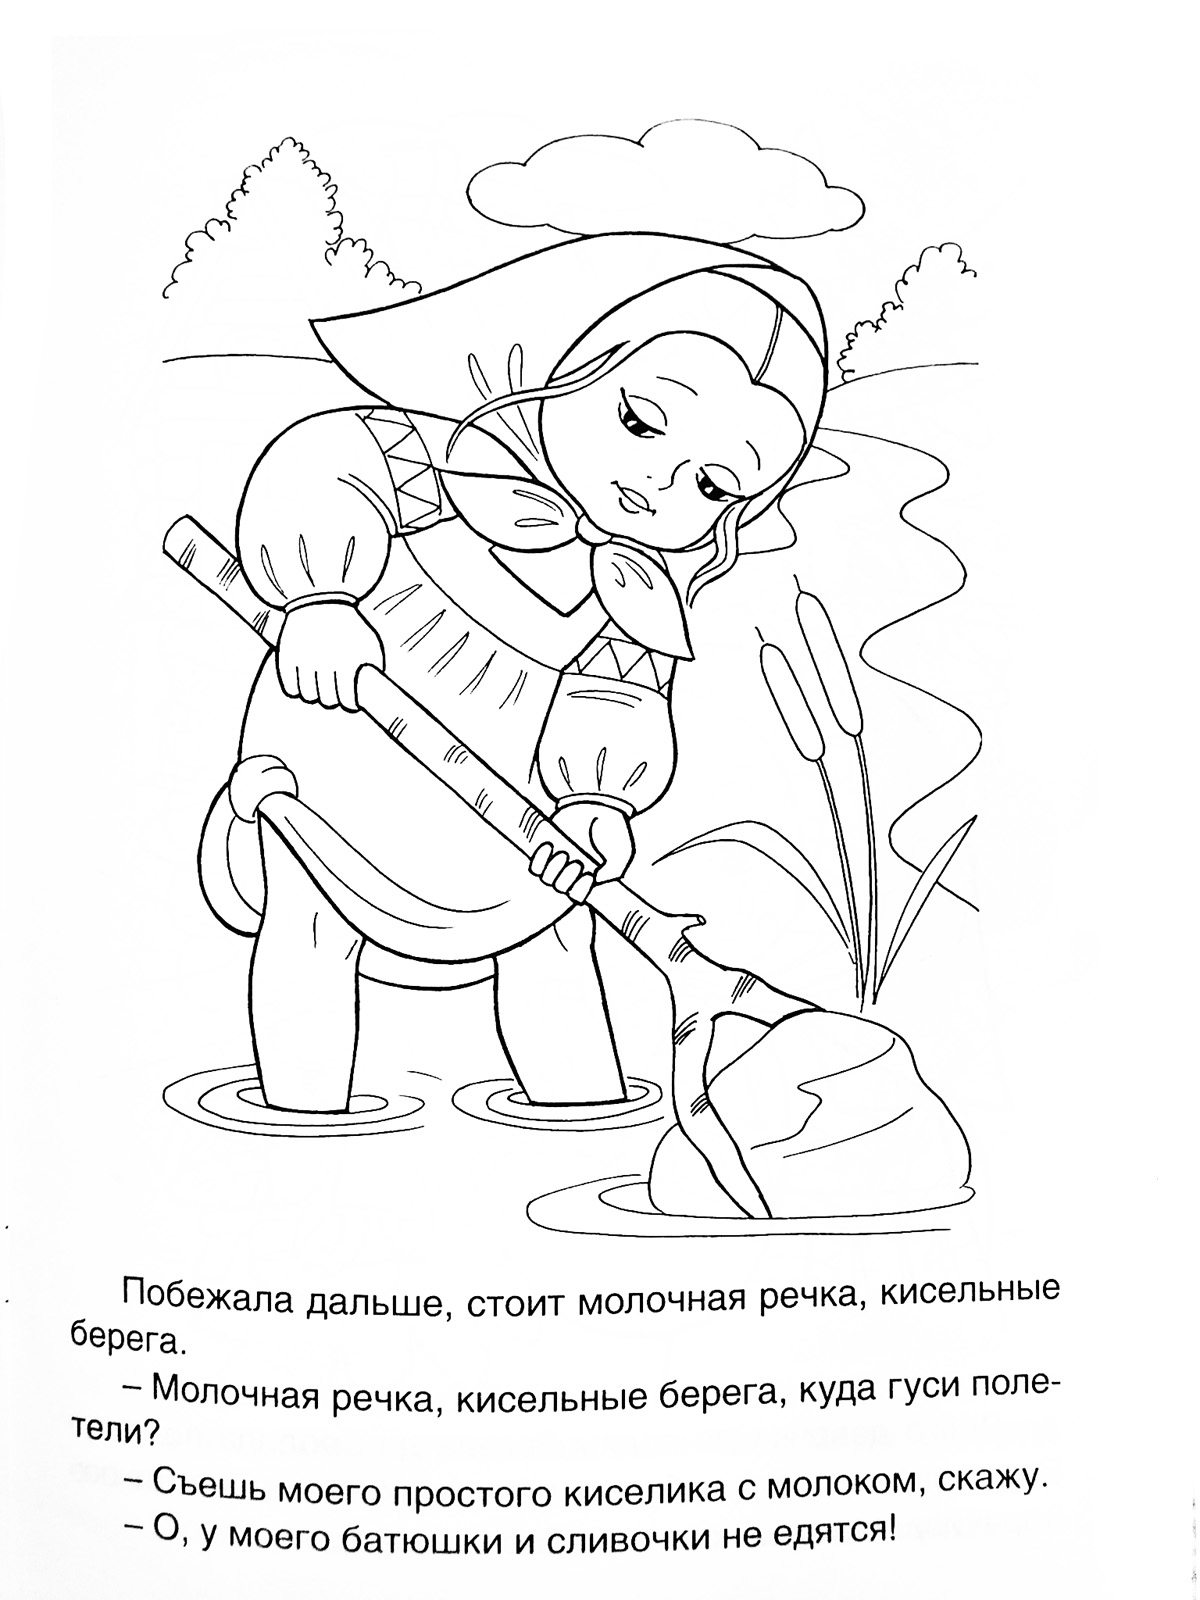 Побежала дальше, стоит молочная речка, кисельные
берега.
– Молочная речка, кисельные берега, куда гуси поле-
тели?
– Съешь моего простого киселика с молоком, скажу.
– О, у моего батюшки и сливочки не едятся!